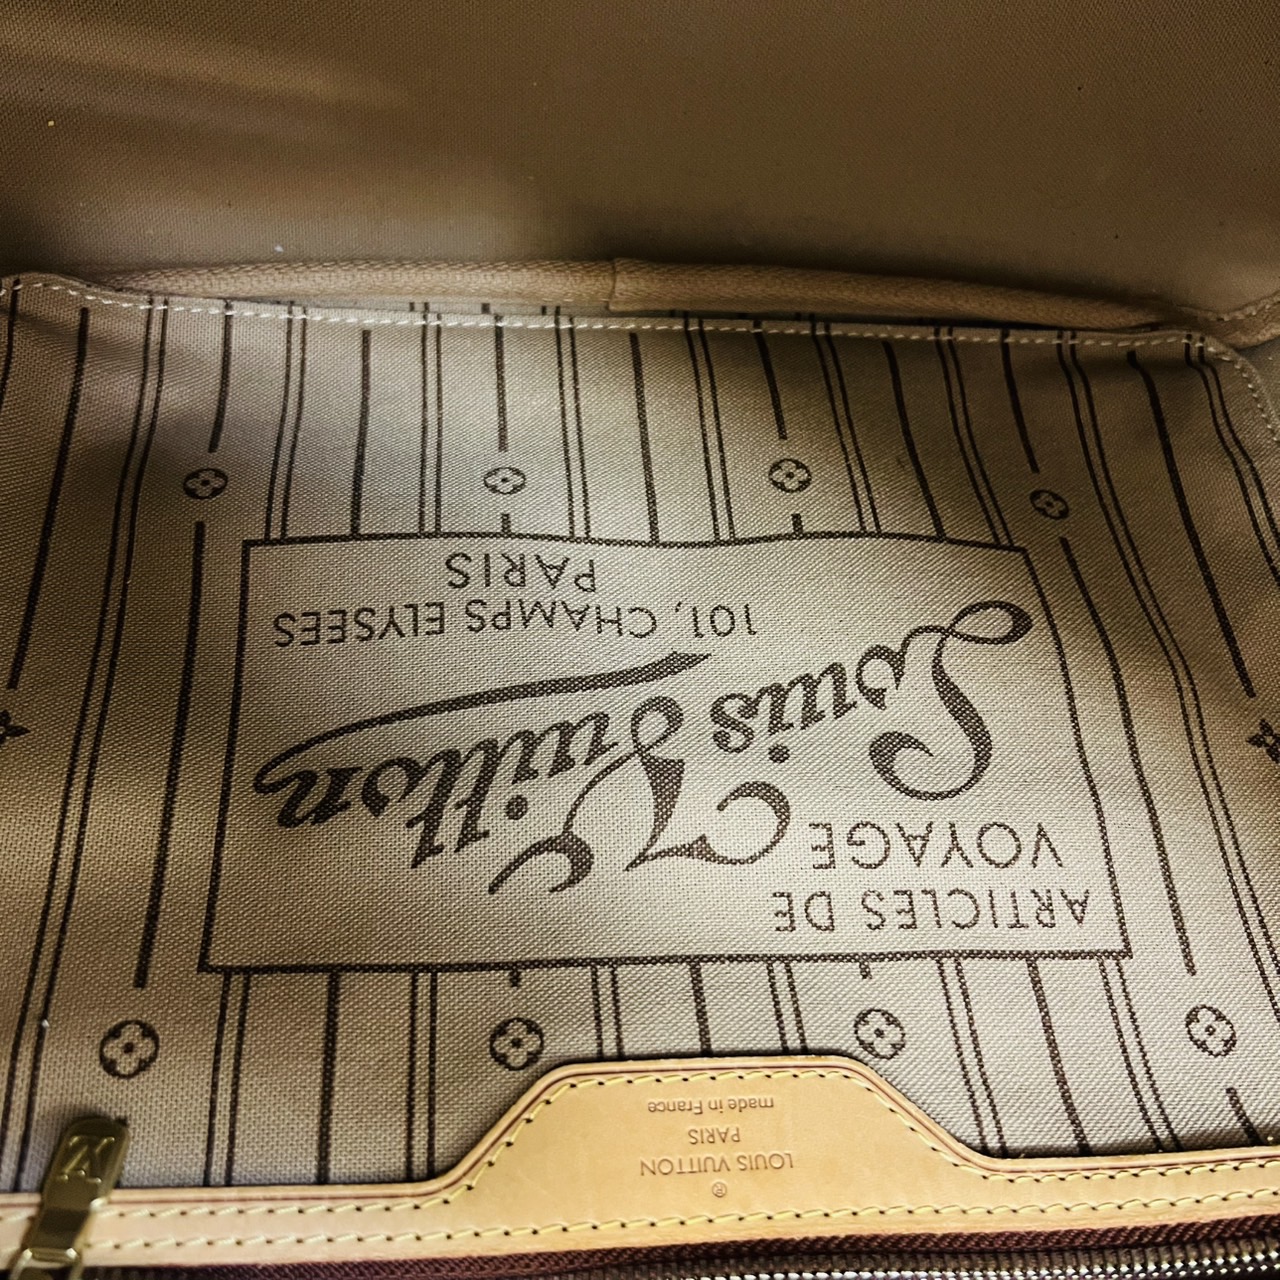 ® 
LOUIS VUITTON
PARIS
made in France
ARTICLES DE
VOYAGE
Louis Vuitton
101, CHAMPS ELYSEES
PARIS